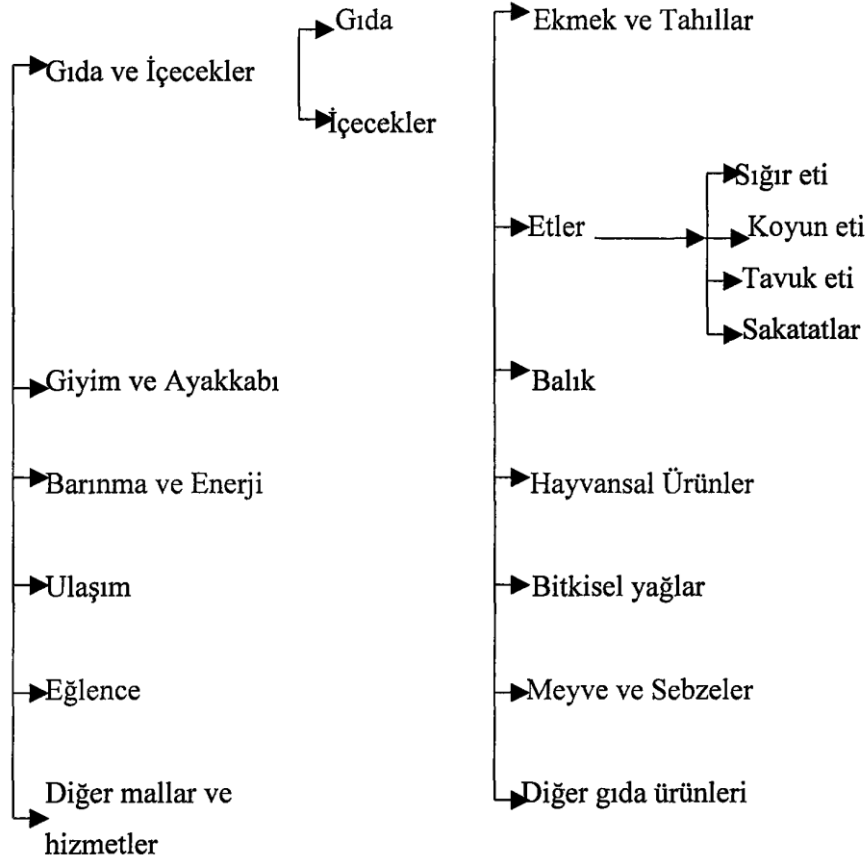 Gıda ve İçecekler
Giyim ve Ayakkabı
Barınma ve Enerji
Ulaşım
Eğlence
Diğer mallar ve
hizmetler
Gıda
İçecekler
Ekmek ve Tahıllar
Etler
Balık
Hayvansal Ürünler
Bitkisel yağlar
Meyve ve Sebzeler
Diğer gıda ürünleri
Sığır eti
Koyun eti
Tavuk eti
Sakatatlar